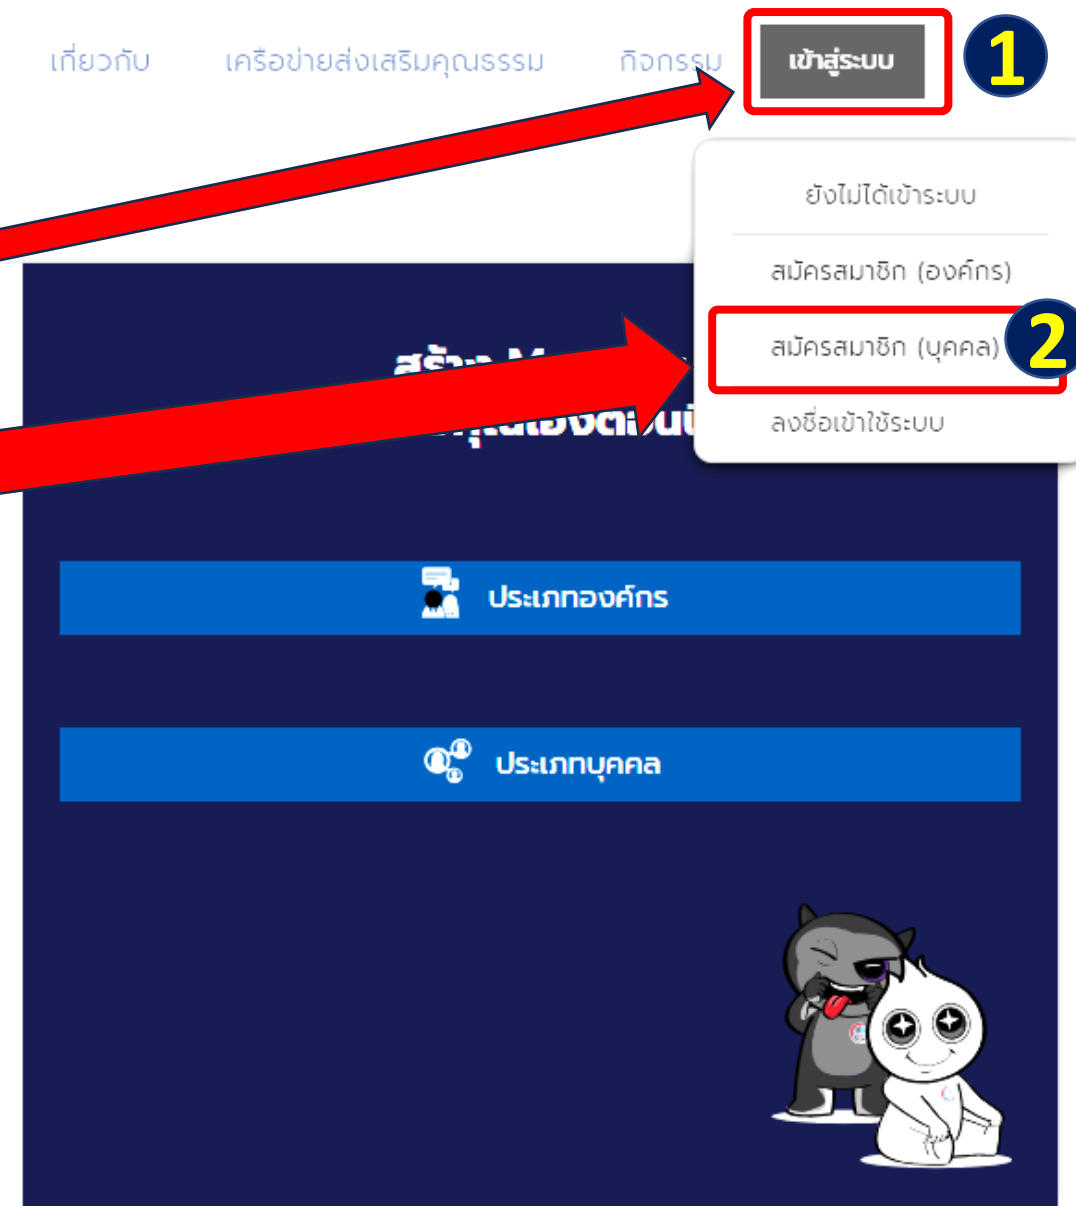 เกี่ยวกับ เครือข่ายส่งเสริมคุณธรรม กิจกรรม เข้าสู่ระบบ 1
ยังไม่ได้เข้าระบบ
สมัครสมาชิก (องค์กร)
สมัครสมาชิก (บุคคล) 2
ลงชื่อเข้าใช้ระบบ
ประเภทองค์กร
ประเภทบุคคล